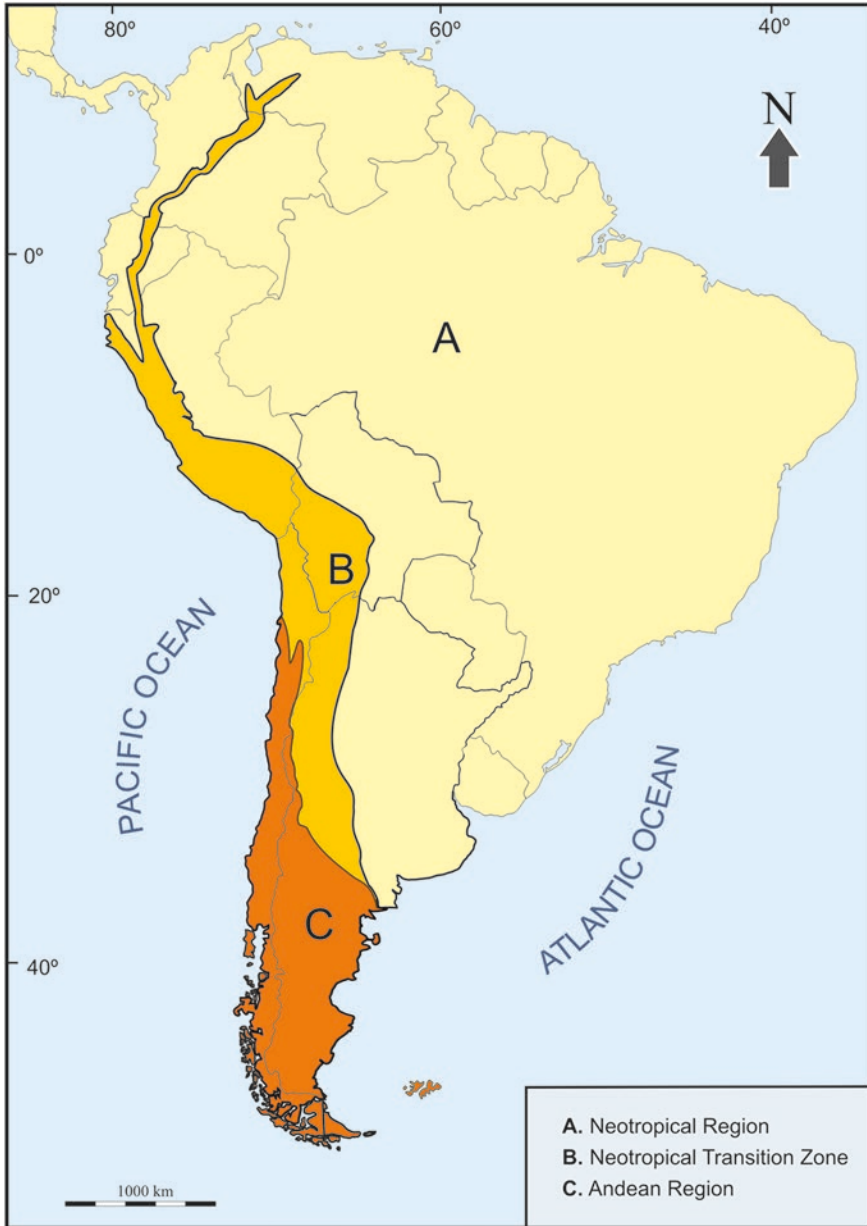 80º
60º
40º
N
0º
A
B
20º
PACIFIC OCEAN
ATLANTIC OCEAN
C
40º
A. Neotropical Region
B. Neotropical Transition Zone
C. Andean Region
1000 km